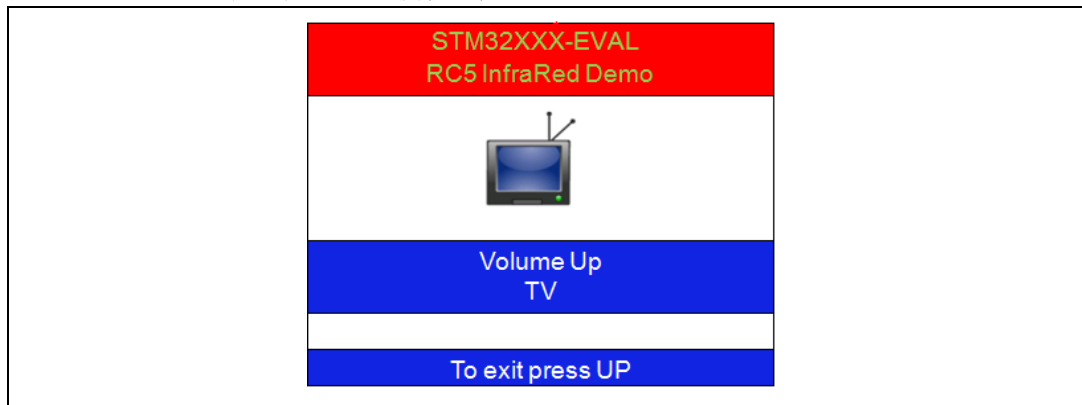 STM32XXX-EVAL
RC5 InfraRed Demo
Volume Up
TV
To exit press UP